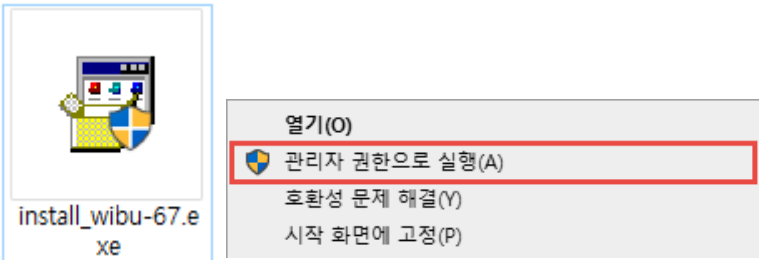 install_wibu-67.e
xe
열기(O)
관리자 권한으로 실행(A)
호환성 문제 해결(Y)
시작 화면에 고정(P)